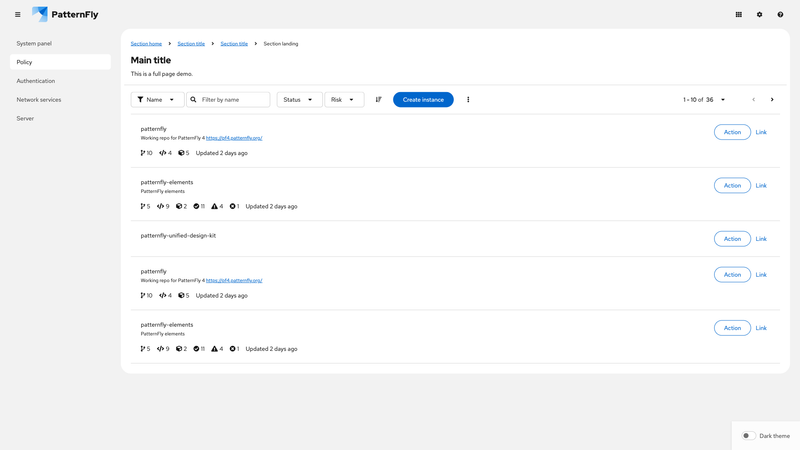 PatternFly
System panel
Policy
Authentication
Network services
Server
Section home Section title Section title Section landing
Main title
This is a full page demo.
Name Filter by name Status Risk Create instance 1 - 10 of 36
patternfly
Working repo for PatternFly 4 https://pf4.patternfly.org/
10 4 5 Updated 2 days ago
Action Link
patternfly-elements
PatternFly elements
5 9 2 11 4 1 Updated 2 days ago
Action Link
patternfly-unified-design-kit
Action Link
patternfly
Working repo for PatternFly 4 https://pf4.patternfly.org/
10 4 5 Updated 2 days ago
Action Link
patternfly-elements
PatternFly elements
5 9 2 11 4 1 Updated 2 days ago
Action Link
Dark theme